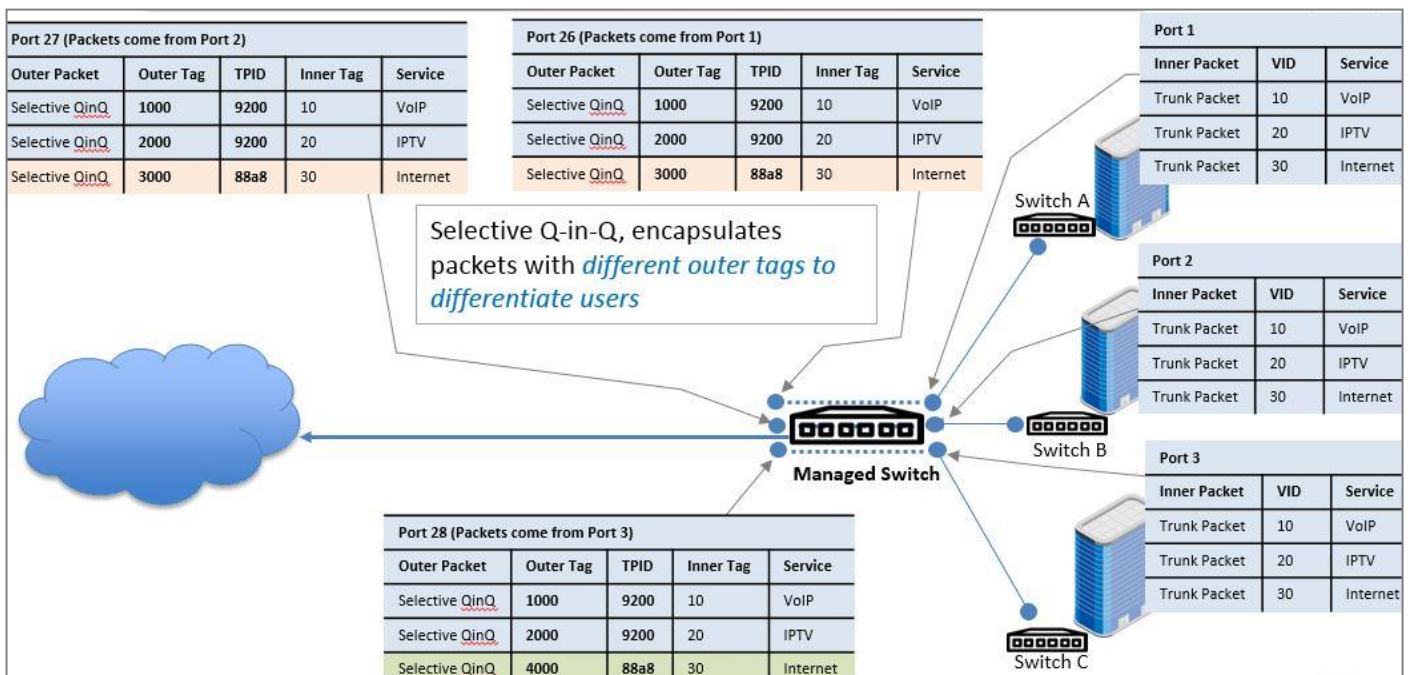 Port 27 (Packets come from Port 2)
Outer Packet Outer Tag TPID Inner Tag Service
Selective QinQ 1000 9200 10 VoIP
Selective QinQ 2000 9200 20 IPTV
Selective QinQ 3000 88a8 30 Internet
Port 26 (Packets come from Port 1)
Outer Packet Outer Tag TPID Inner Tag Service
Selective QinQ 1000 9200 10 VoIP
Selective QinQ 2000 9200 20 IPTV
Selective QinQ 3000 88a8 30 Internet
Port 1
Inner Packet VID Service
Trunk Packet 10 VoIP
Trunk Packet 20 IPTV
Trunk Packet 30 Internet
Switch A
Selective Q-in-Q, encapsulates
packets with different outer tags to
differentiate users
Port 2
Inner Packet VID Service
Trunk Packet 10 VoIP
Trunk Packet 20 IPTV
Trunk Packet 30 Internet
Switch B
Managed Switch
Port 3
Inner Packet VID Service
Trunk Packet 10 VoIP
Trunk Packet 20 IPTV
Trunk Packet 30 Internet
Switch C
Port 28 (Packets come from Port 3)
Outer Packet Outer Tag TPID Inner Tag Service
Selective QinQ 1000 9200 10 VoIP
Selective QinQ 2000 9200 20 IPTV
Selective QinQ 4000 88a8 30 Internet